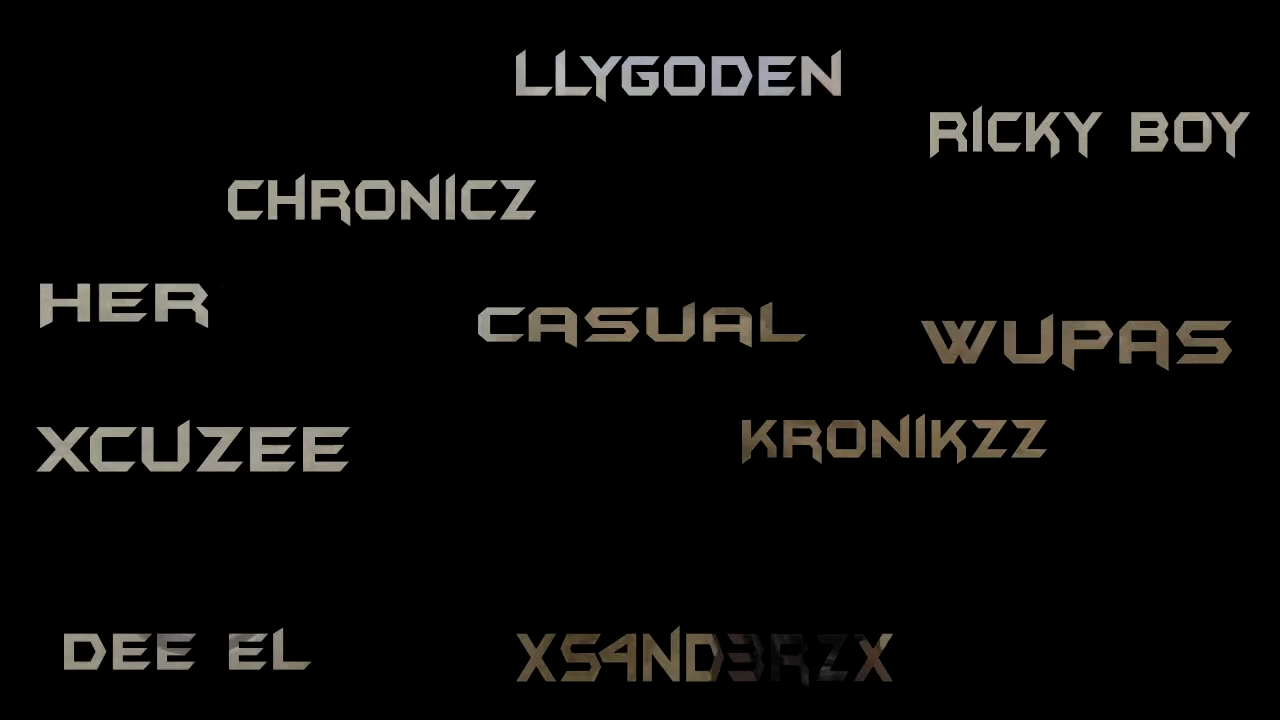 LLYGODEN
RICKY BOY
CHRONICZ
HER
CASUAL
WUPAS
XCUZEE
KRONIKZZ
DEE EL
XS4ND3RZX